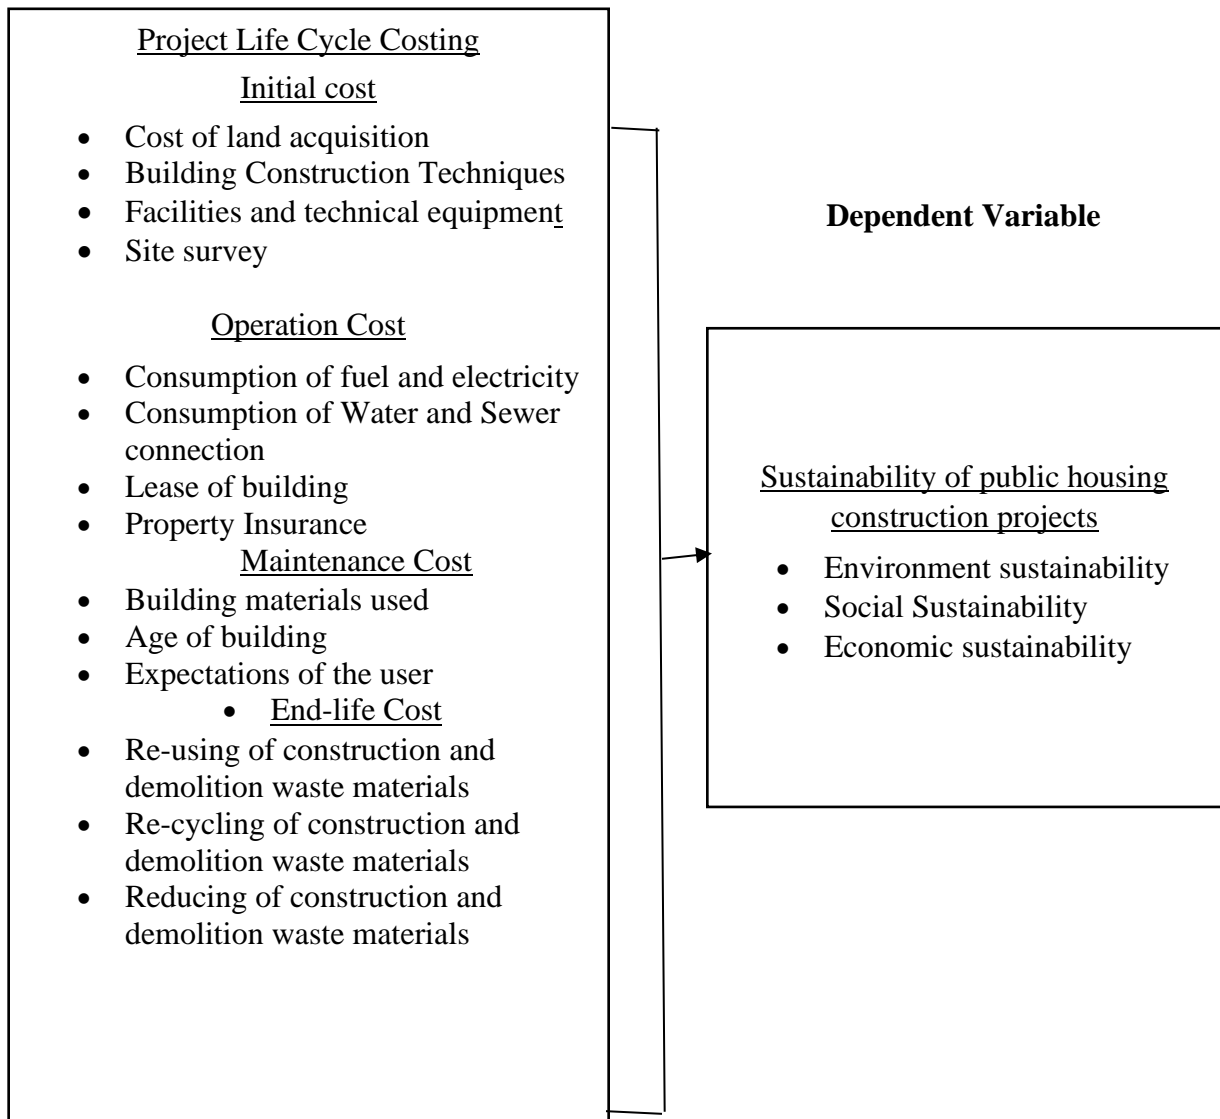 Project Life Cycle Costing
Initial cost
• Cost of land acquisition
• Building Construction Techniques
• Facilities and technical equipment
• Site survey
Operation Cost
• Consumption of fuel and electricity
• Consumption of Water and Sewer
connection
• Lease of building
• Property Insurance
Maintenance Cost
• Building materials used
• Age of building
• Expectations of the user
• End-life Cost
• Re-using of construction and
demolition waste materials
• Re-cycling of construction and
demolition waste materials
• Reducing of construction and
demolition waste materials
Dependent Variable
Sustainability of public housing
construction projects
• Environment sustainability
• Social Sustainability
• Economic sustainability